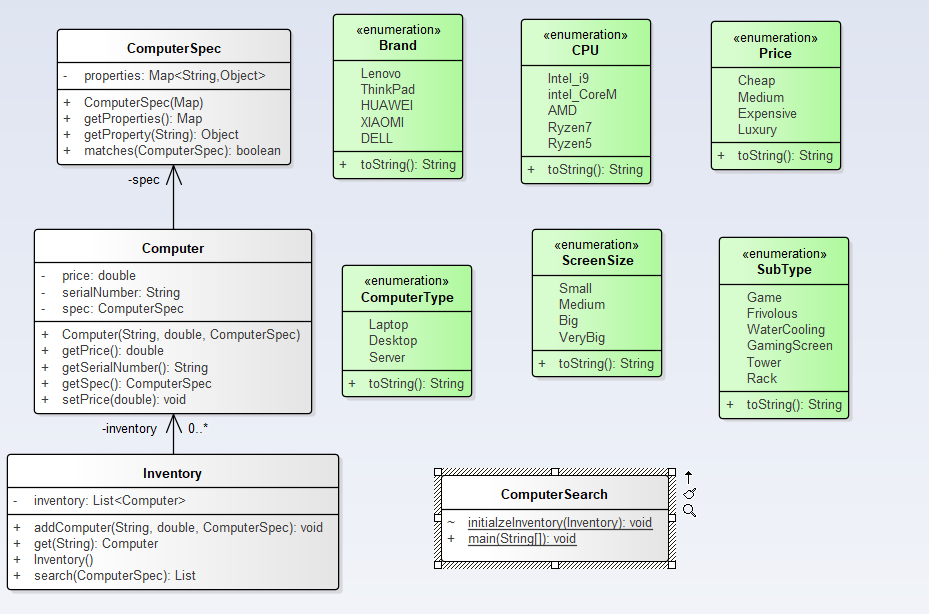 ComputerSpec
- properties: Map<String,Object>
+ ComputerSpec(Map)
+ getProperties(): Map
+ getProperty(String): Object
+ matches(ComputerSpec): boolean
«enumeration»
Brand
Lenovo
ThinkPad
HUAWEI
XIAOMI
DELL
+ toString(): String
«enumeration»
CPU
Intel_i9
intel_CoreM
AMD
Ryzen7
Ryzen5
+ toString(): String
«enumeration»
Price
Cheap
Medium
Expensive
Luxury
+ toString(): String
-spec
Computer
- price: double
- serialNumber: String
- spec: ComputerSpec
+ Computer(String, double, ComputerSpec)
+ getPrice(): double
+ getSerialNumber(): String
+ getSpec(): ComputerSpec
+ setPrice(double): void
«enumeration»
ComputerType
Laptop
Desktop
Server
+ toString(): String
«enumeration»
ScreenSize
Small
Medium
Big
VeryBig
+ toString(): String
«enumeration»
SubType
Game
Frivolous
WaterCooling
GamingScreen
Tower
Rack
+ toString(): String
-inventory 0..*
Inventory
- inventory: List<Computer>
+ addComputer(String, double, ComputerSpec): void
+ get(String): Computer
+ Inventory()
+ search(ComputerSpec): List
ComputerSearch
~ initialzeInventory(Inventory): void
+ main(String[]): void